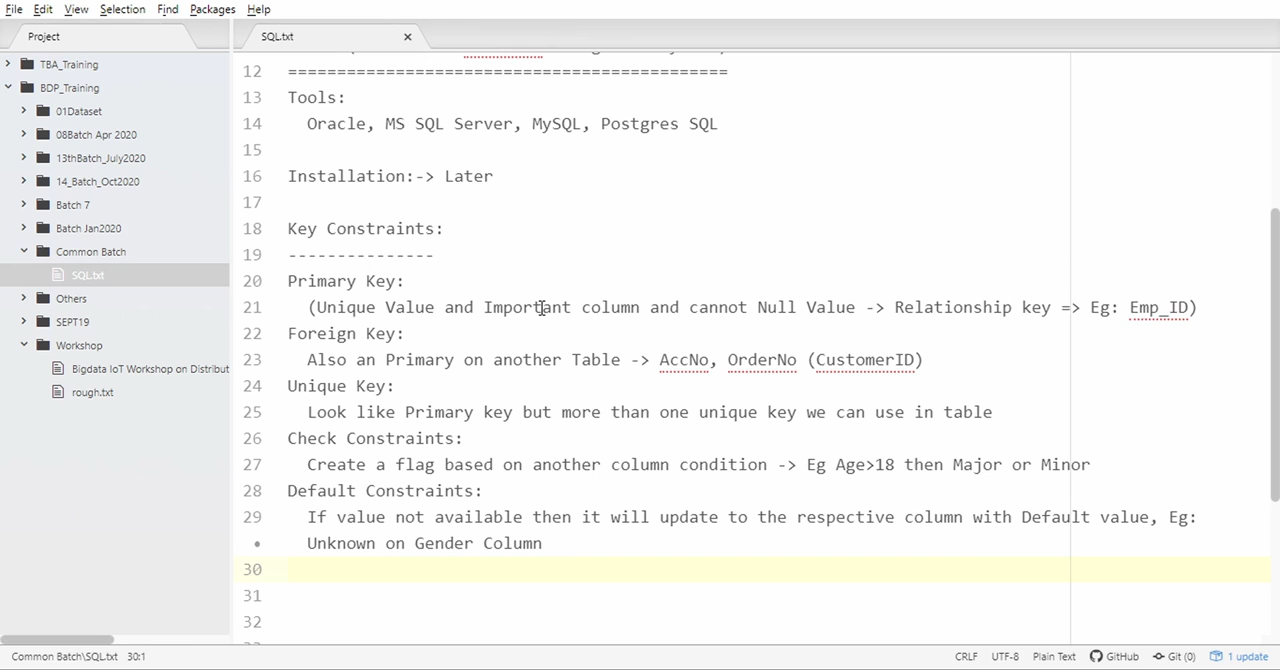 File Edit View Selection Find Packages Help
Project
SQL.txt
TBA_Training
BDP_Training
01Dataset
08Batch Apr 2020
13thBatch_July2020
14_Batch_Oct2020
Batch 7
Batch Jan2020
Common Batch
SQL.txt
Others
SEPT19
Workshop
Bigdata IoT Workshop on Distribut
rough.txt
12 ============================================
13 Tools:
14 Oracle, MS SQL Server, MySQL, Postgres SQL
15
16 Installation:-> Later
17
18 Key Constraints:
19 ---------------
20 Primary Key:
21 (Unique Value and Important column and cannot Null Value -> Relationship key => Eg: Emp_ID)
22 Foreign Key:
23 Also an Primary on another Table -> AccNo, OrderNo (CustomerID)
24 Unique Key:
25 Look like Primary key but more than one unique key we can use in table
26 Check Constraints:
27 Create a flag based on another column condition -> Eg Age>18 then Major or Minor
28 Default Constraints:
29 If value not available then it will update to the respective column with Default value, Eg:
• Unknown on Gender Column
30
31
32
Common Batch\SQL.txt 30:1 CRLF UTF-8 Plain Text GitHub Git (0) 1 update